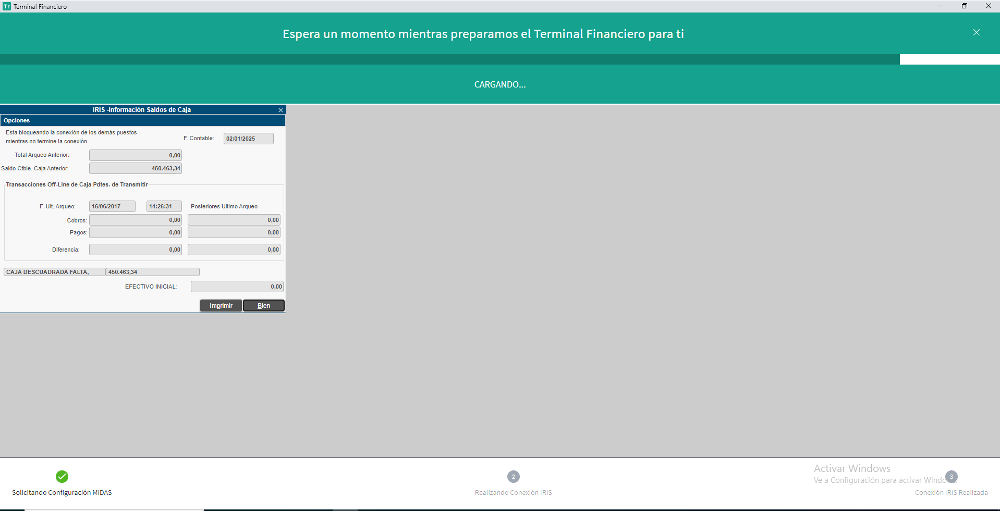 TF Terminal Financiero
Espera un momento mientras preparamos el Terminal Financiero para ti
CARGANDO...
IRIS -Información Saldos de Caja
Opciones
Esta bloqueando la conexión de los demás puestos
mientras no termine la conexión.
F. Contable: 02/01/2025
Total Arqueo Anterior: 0,00
Saldo Ctble. Caja Anterior: 450.463,34
Transacciones Off-Line de Caja Pdtes. de Transmitir
F. Ult. Arqueo: 16/06/2017 14:26:31 Posteriores Ultimo Arqueo
Cobros: 0,00 0,00
Pagos: 0,00 0,00
Diferencia: 0,00 0,00
CAJA DESCUADRADA FALTA, 450.463,34
EFECTIVO INICIAL: 0,00
Imprimir Bien
Activar Windows
Ve a Configuración para activar
2 3
Solicitando Configuración MIDAS Realizando Conexión IRIS Conexión IRIS Realizada